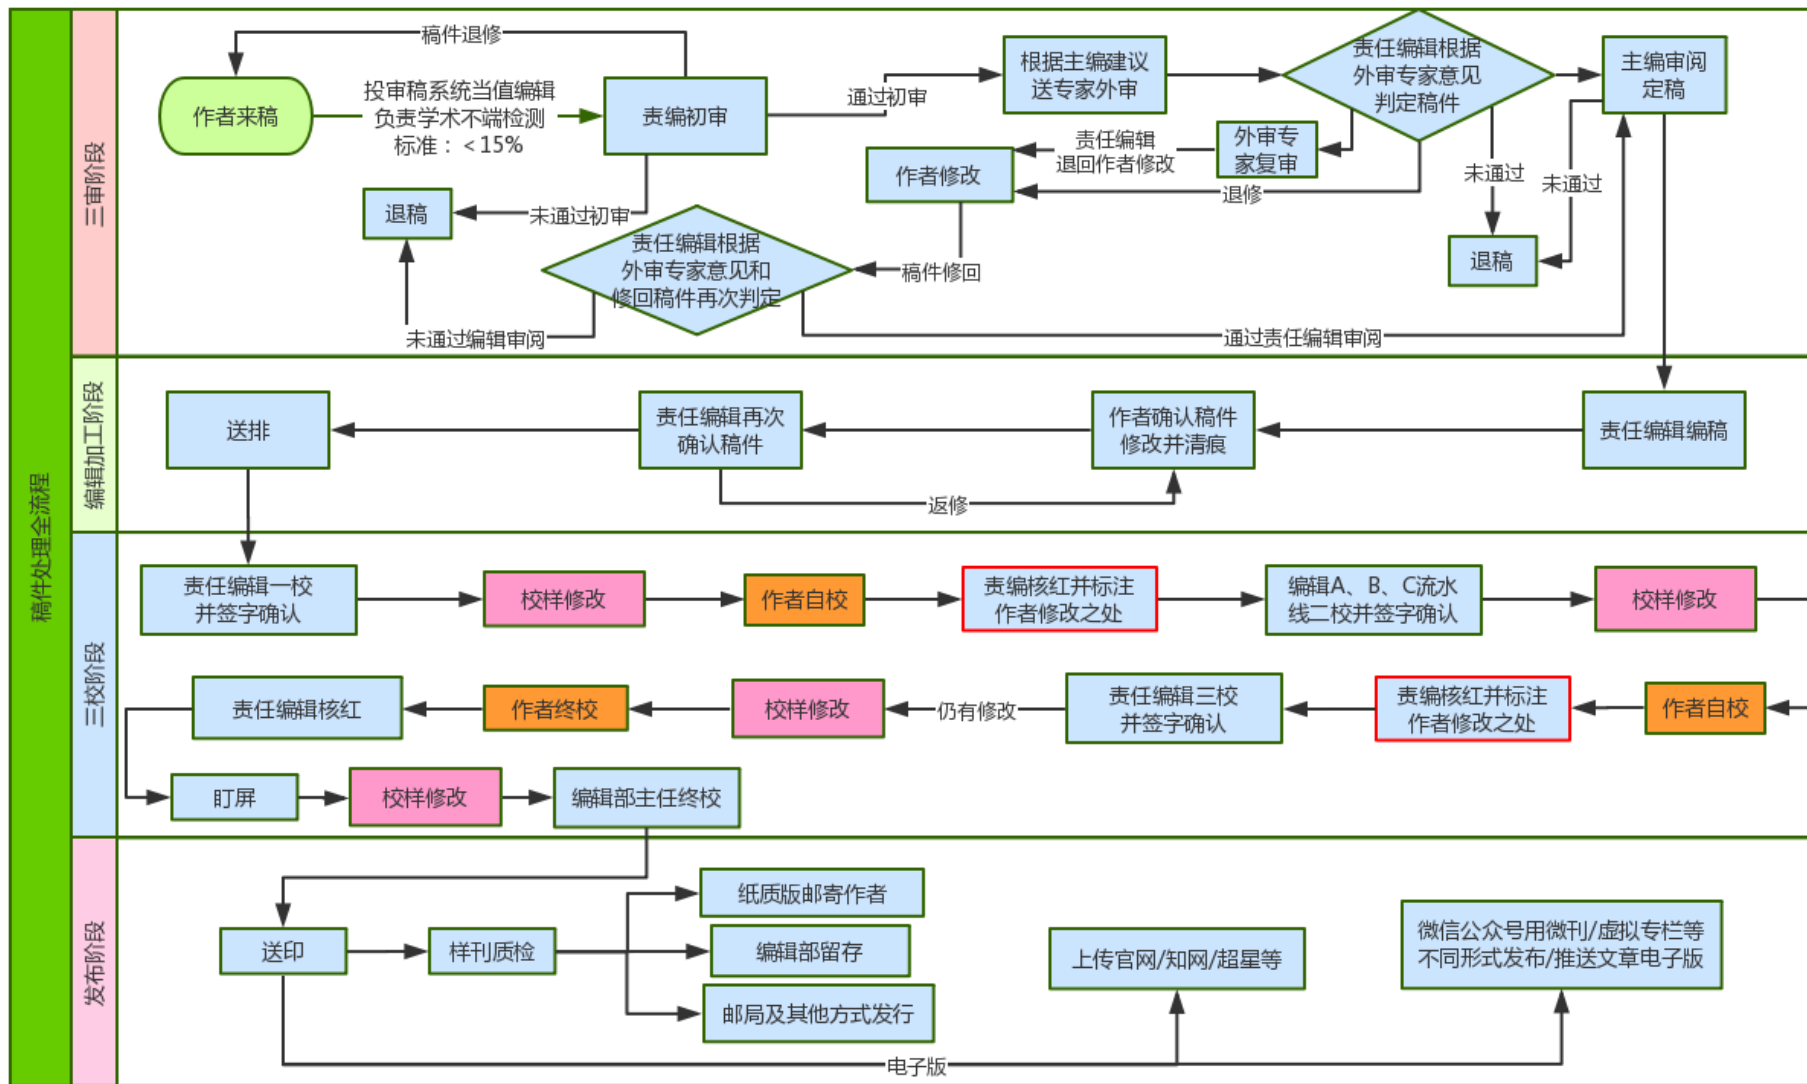 稿件处理全流程
三审阶段
稿件退修
作者来稿
投审稿系统当值编辑
负责学术不端检测
标准：＜15%
责编初审
通过初审
根据主编建议
送专家外审
责任编辑根据
外审专家意见
判定稿件
主编审阅
定稿
外审专
家复审
责任编辑
退回作者修改
作者修改
退修
未通过
未通过
退稿
未通过初审
退稿
责任编辑根据
外审专家意见和
修回稿件再次判定
稿件修回
未通过编辑审阅
通过责任编辑审阅
编辑加工阶段
送排
责任编辑再次
确认稿件
作者确认稿件
修改并清痕
责任编辑编稿
返修
三校阶段
责任编辑一校
并签字确认
校样修改
作者自校
责编核红并标注
作者修改之处
编辑A、B、C流水
线二校并签字确认
校样修改
责任编辑核红
作者终校
校样修改
仍有修改
责任编辑三校
并签字确认
责编核红并标注
作者修改之处
作者自校
盯屏
校样修改
编辑部主任终校
发布阶段
送印
样刊质检
纸质版邮寄作者
编辑部留存
邮局及其他方式发行
上传官网/知网/超星等
微信公众号用微刊/虚拟专栏等
不同形式发布/推送文章电子版
电子版